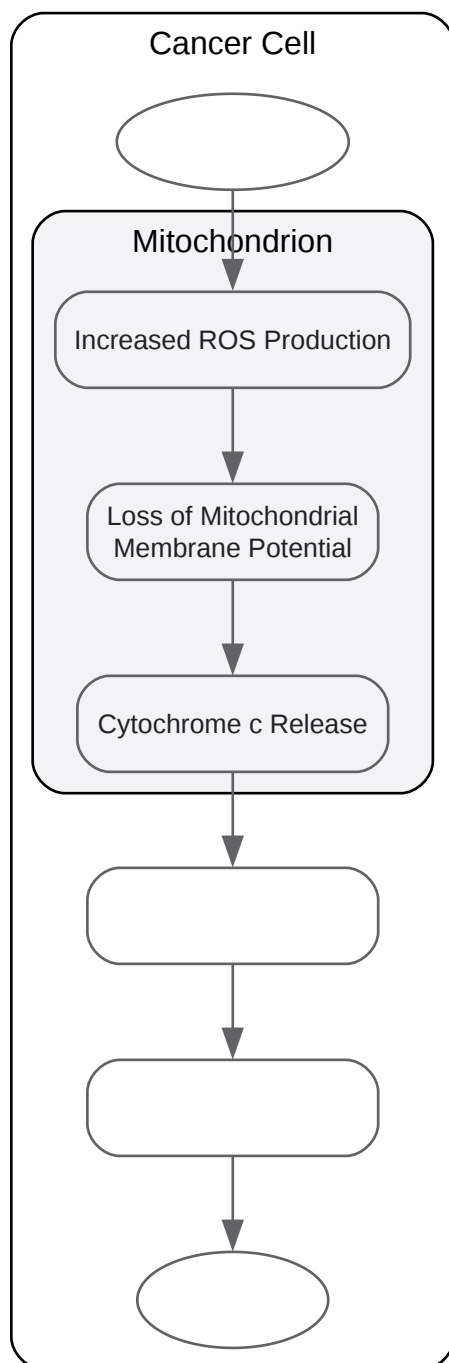 Cancer Cell
Mitochondrion
Increased ROS Production
Loss of Mitochondrial
Membrane Potential
Cytochrome c Release